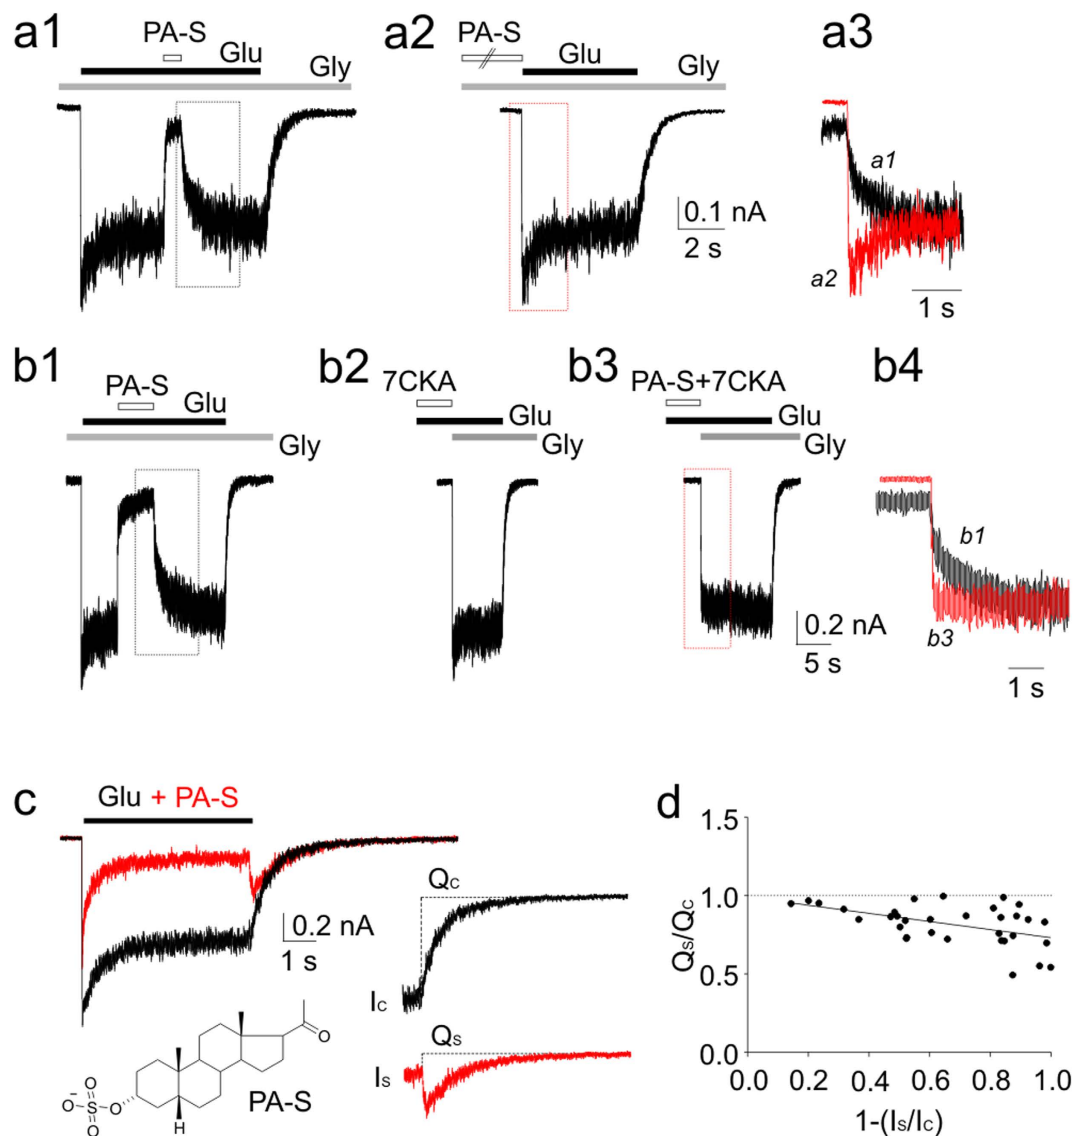 a1 a2 a3
PA-S PA-S
Glu Glu
Gly Gly
a1
0.1 nA
2 s
a2
1 s
b1 b2 b3 b4
PA-S 7CKA PA-S+7CKA
Glu Glu Glu
Gly Gly Gly
b1
0.2 nA
5 s
b3
1 s
c
Glu + PA-S
0.2 nA
1 s
Qc
Ic
Qs
Is
O
O
-
O
S
O
O
H
PA-S
d
1.5
1.0
0.5
0.0
Qs/Qc
0.0 0.2 0.4 0.6 0.8 1.0
1-(Is/Ic)